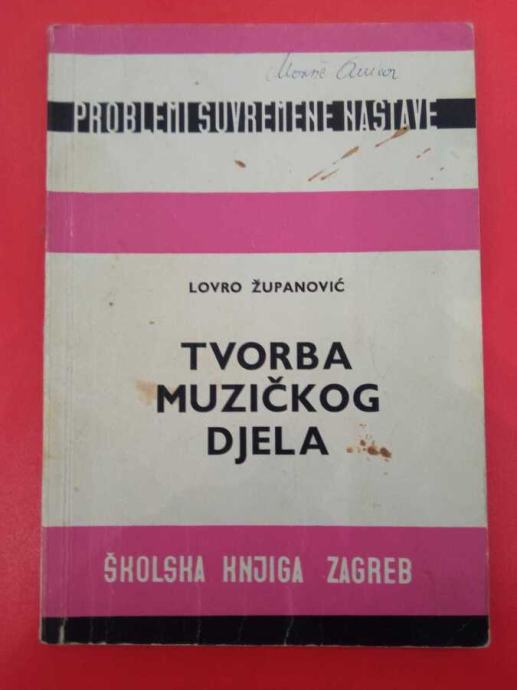 PROBLEMI SUVREMENE NASTAVE
LOVRO ŽUPANOVIĆ
TVORBA
MUZIČKOG
DJELA
ŠKOLSKA KNJIGA ZAGREB